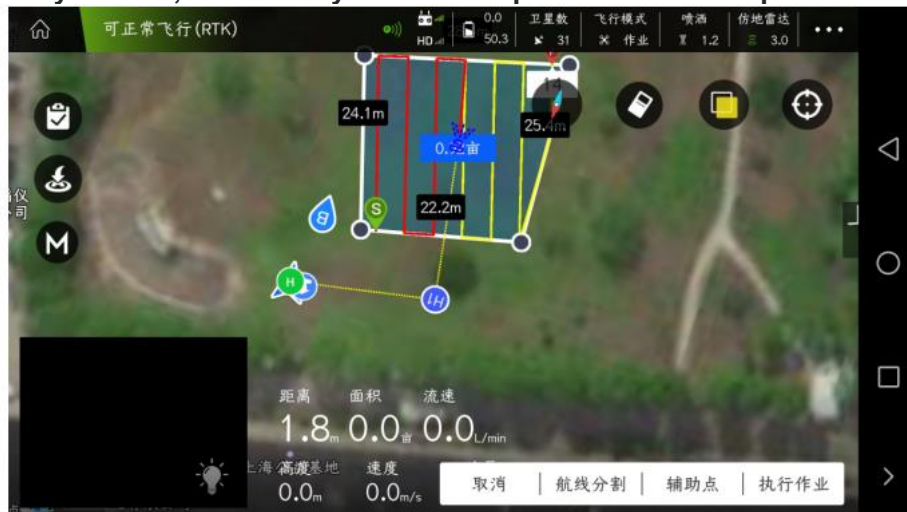 可正常飞行(RTK)
HD
0.0
50.3
卫星数
31
飞行模式
作业
喷洒
1.2
仿地雷达
3.0
24.1m
25.4m
22.2m
S
B
H
H1
M
距离
1.8m
面积
0.0亩
流速
0.0L/min
高度
0.0m
速度
0.0m/s
取消
航线分割
辅助点
执行作业